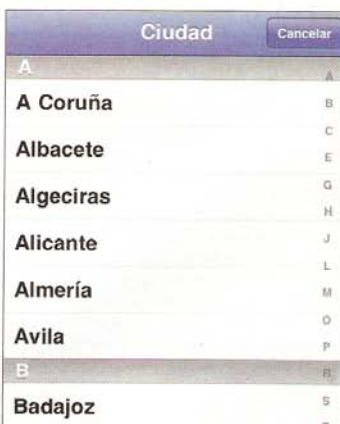 Ciudad Cancelar
A
A Coruña
Albacete
Algeciras
Alicante
Almería
Avila
B
Badajoz
A
B
C
E
G
H
J
L
M
O
P
R
S